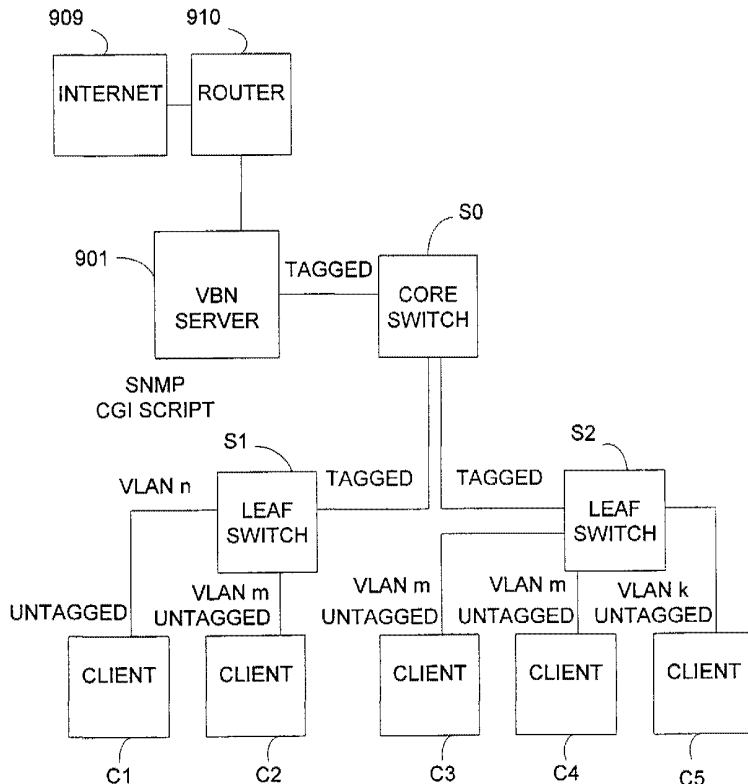 909
910
INTERNET
ROUTER
S0
901
TAGGED
VBN
SERVER
CORE
SWITCH
SNMP
CGI SCRIPT
S1
S2
VLAN n
TAGGED
TAGGED
LEAF
SWITCH
LEAF
SWITCH
VLAN m
VLAN m
VLAN m
VLAN k
UNTAGGED
UNTAGGED
UNTAGGED
UNTAGGED
UNTAGGED
CLIENT
CLIENT
CLIENT
CLIENT
CLIENT
C1
C2
C3
C4
C5